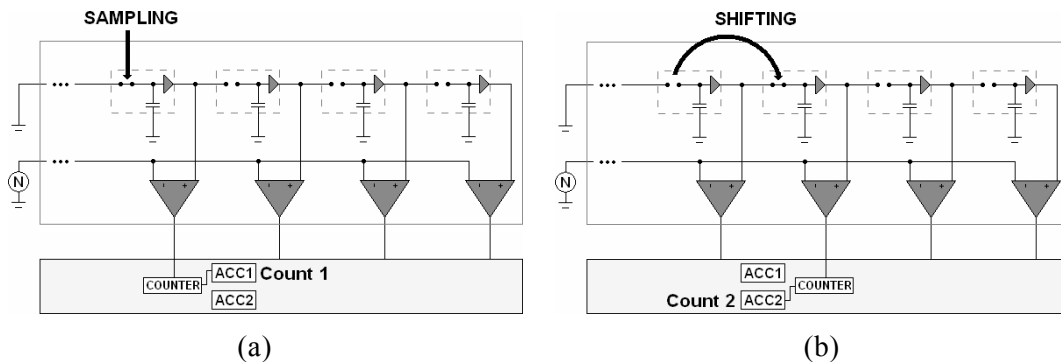 SAMPLING
SHIFTING
N
- +
- +
- +
- +
N
- +
- +
- +
- +
COUNTER
ACC1
Count 1
ACC2
ACC1
Count 2
ACC2
COUNTER
(a)
(b)